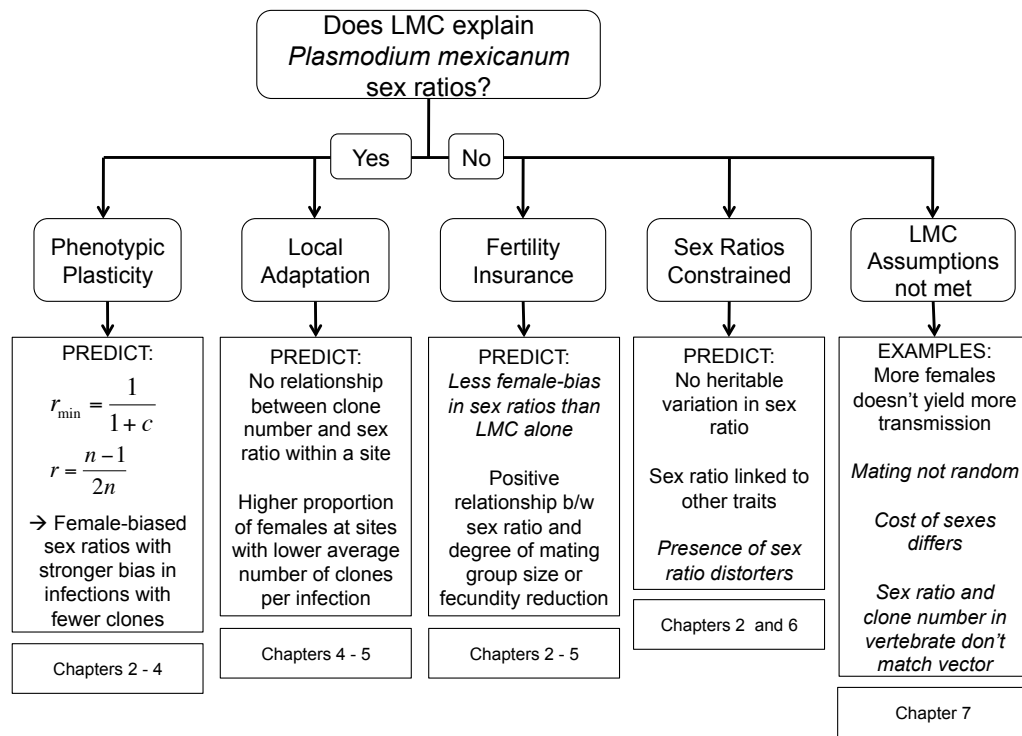 Does LMC explain
Plasmodium mexicanum
sex ratios?
Yes
No
Phenotypic
Plasticity
Local
Adaptation
Fertility
Insurance
Sex Ratios
Constrained
LMC
Assumptions
not met
PREDICT:
r_min = 1 / (1 + c)
r = (n − 1) / 2n
→ Female-biased
sex ratios with
stronger bias in
infections with
fewer clones
Chapters 2 - 4
PREDICT:
No relationship
between clone
number and sex
ratio within a site
Higher proportion
of females at sites
with lower average
number of clones
per infection
Chapters 4 - 5
PREDICT:
Less female-bias
in sex ratios than
LMC alone
Positive
relationship b/w
sex ratio and
degree of mating
group size or
fecundity reduction
Chapters 2 - 5
PREDICT:
No heritable
variation in sex
ratio
Sex ratio linked to
other traits
Presence of sex
ratio distorters
Chapters 2 and 6
EXAMPLES:
More females
doesn't yield more
transmission
Mating not random
Cost of sexes
differs
Sex ratio and
clone number in
vertebrate don't
match vector
Chapter 7